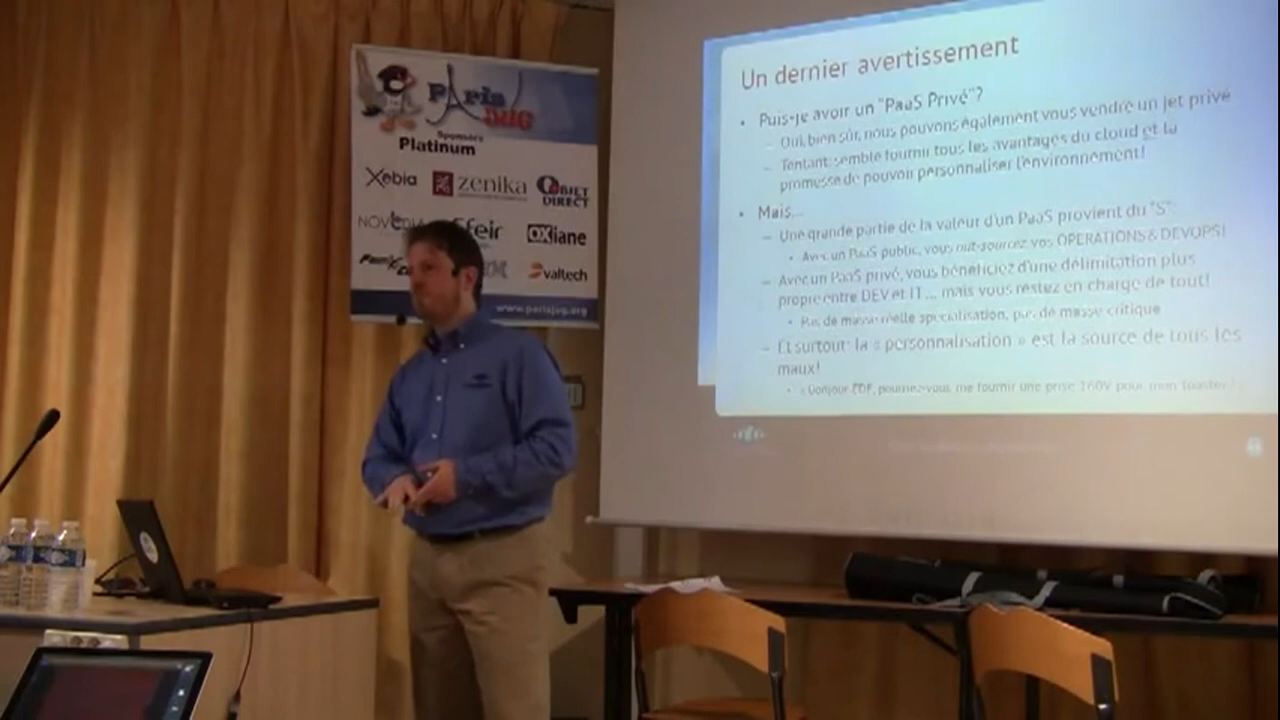 Paris
JUG
Sponsors
Platinum
Xebia
zenika
OBJET
DIRECT
OXiane
valtech
www.parisjug.org
Un dernier avertissement
Puis-je avoir un "PaaS Privé"?
Oui, bien sûr, nous pouvons également vous vendre un jet privé
Tentant: semble fournir tous les avantages du cloud et la
promesse de pouvoir personnaliser l'environnement!
Mais...
Une grande partie de la valeur d'un PaaS provient du "S":
Avec un PaaS public, vous out-sourcez vos OPERATIONS & DEVOPS!
Avec un PaaS privé, vous bénéficiez d'une délimitation plus
propre entre DEV et IT ... mais vous restez en charge de tout!
Pas de masse réelle spécialisation, pas de masse critique
Et surtout: la « personnalisation » est la source de tous les
maux!
« Bonjour EDF, pourriez-vous me fournir une prise 160V pour mon toaster?